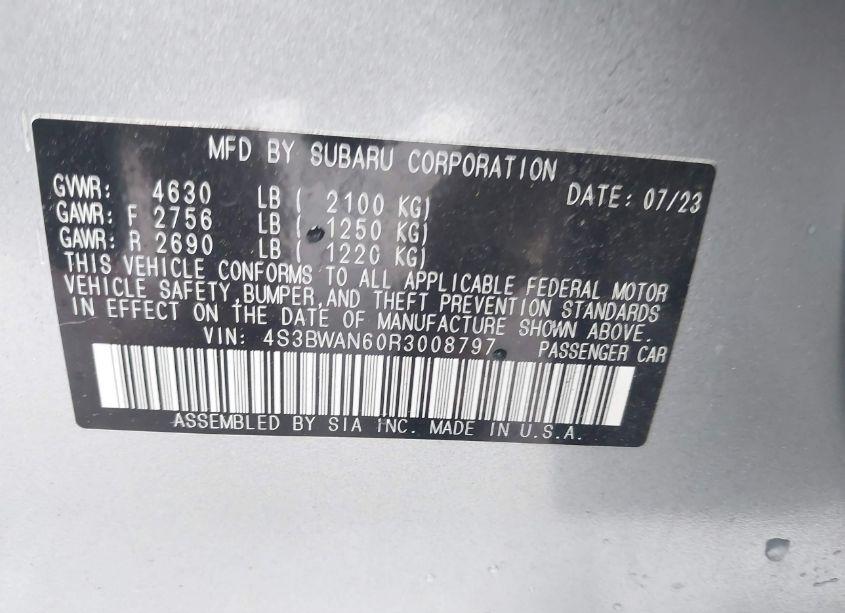 MFD BY SUBARU CORPORATION
DATE: 07/23
GVWR: 4630 LB ( 2100 KG)
GAWR: F 2756 LB ( 1250 KG)
GAWR: R 2690 LB ( 1220 KG)
THIS VEHICLE CONFORMS TO ALL APPLICABLE FEDERAL MOTOR
VEHICLE SAFETY,BUMPER,AND THEFT PREVENTION STANDARDS
IN EFFECT ON THE DATE OF MANUFACTURE SHOWN ABOVE.
VIN: 4S3BWAN60R3008797 PASSENGER CAR
ASSEMBLED BY SIA INC. MADE IN U.S.A.